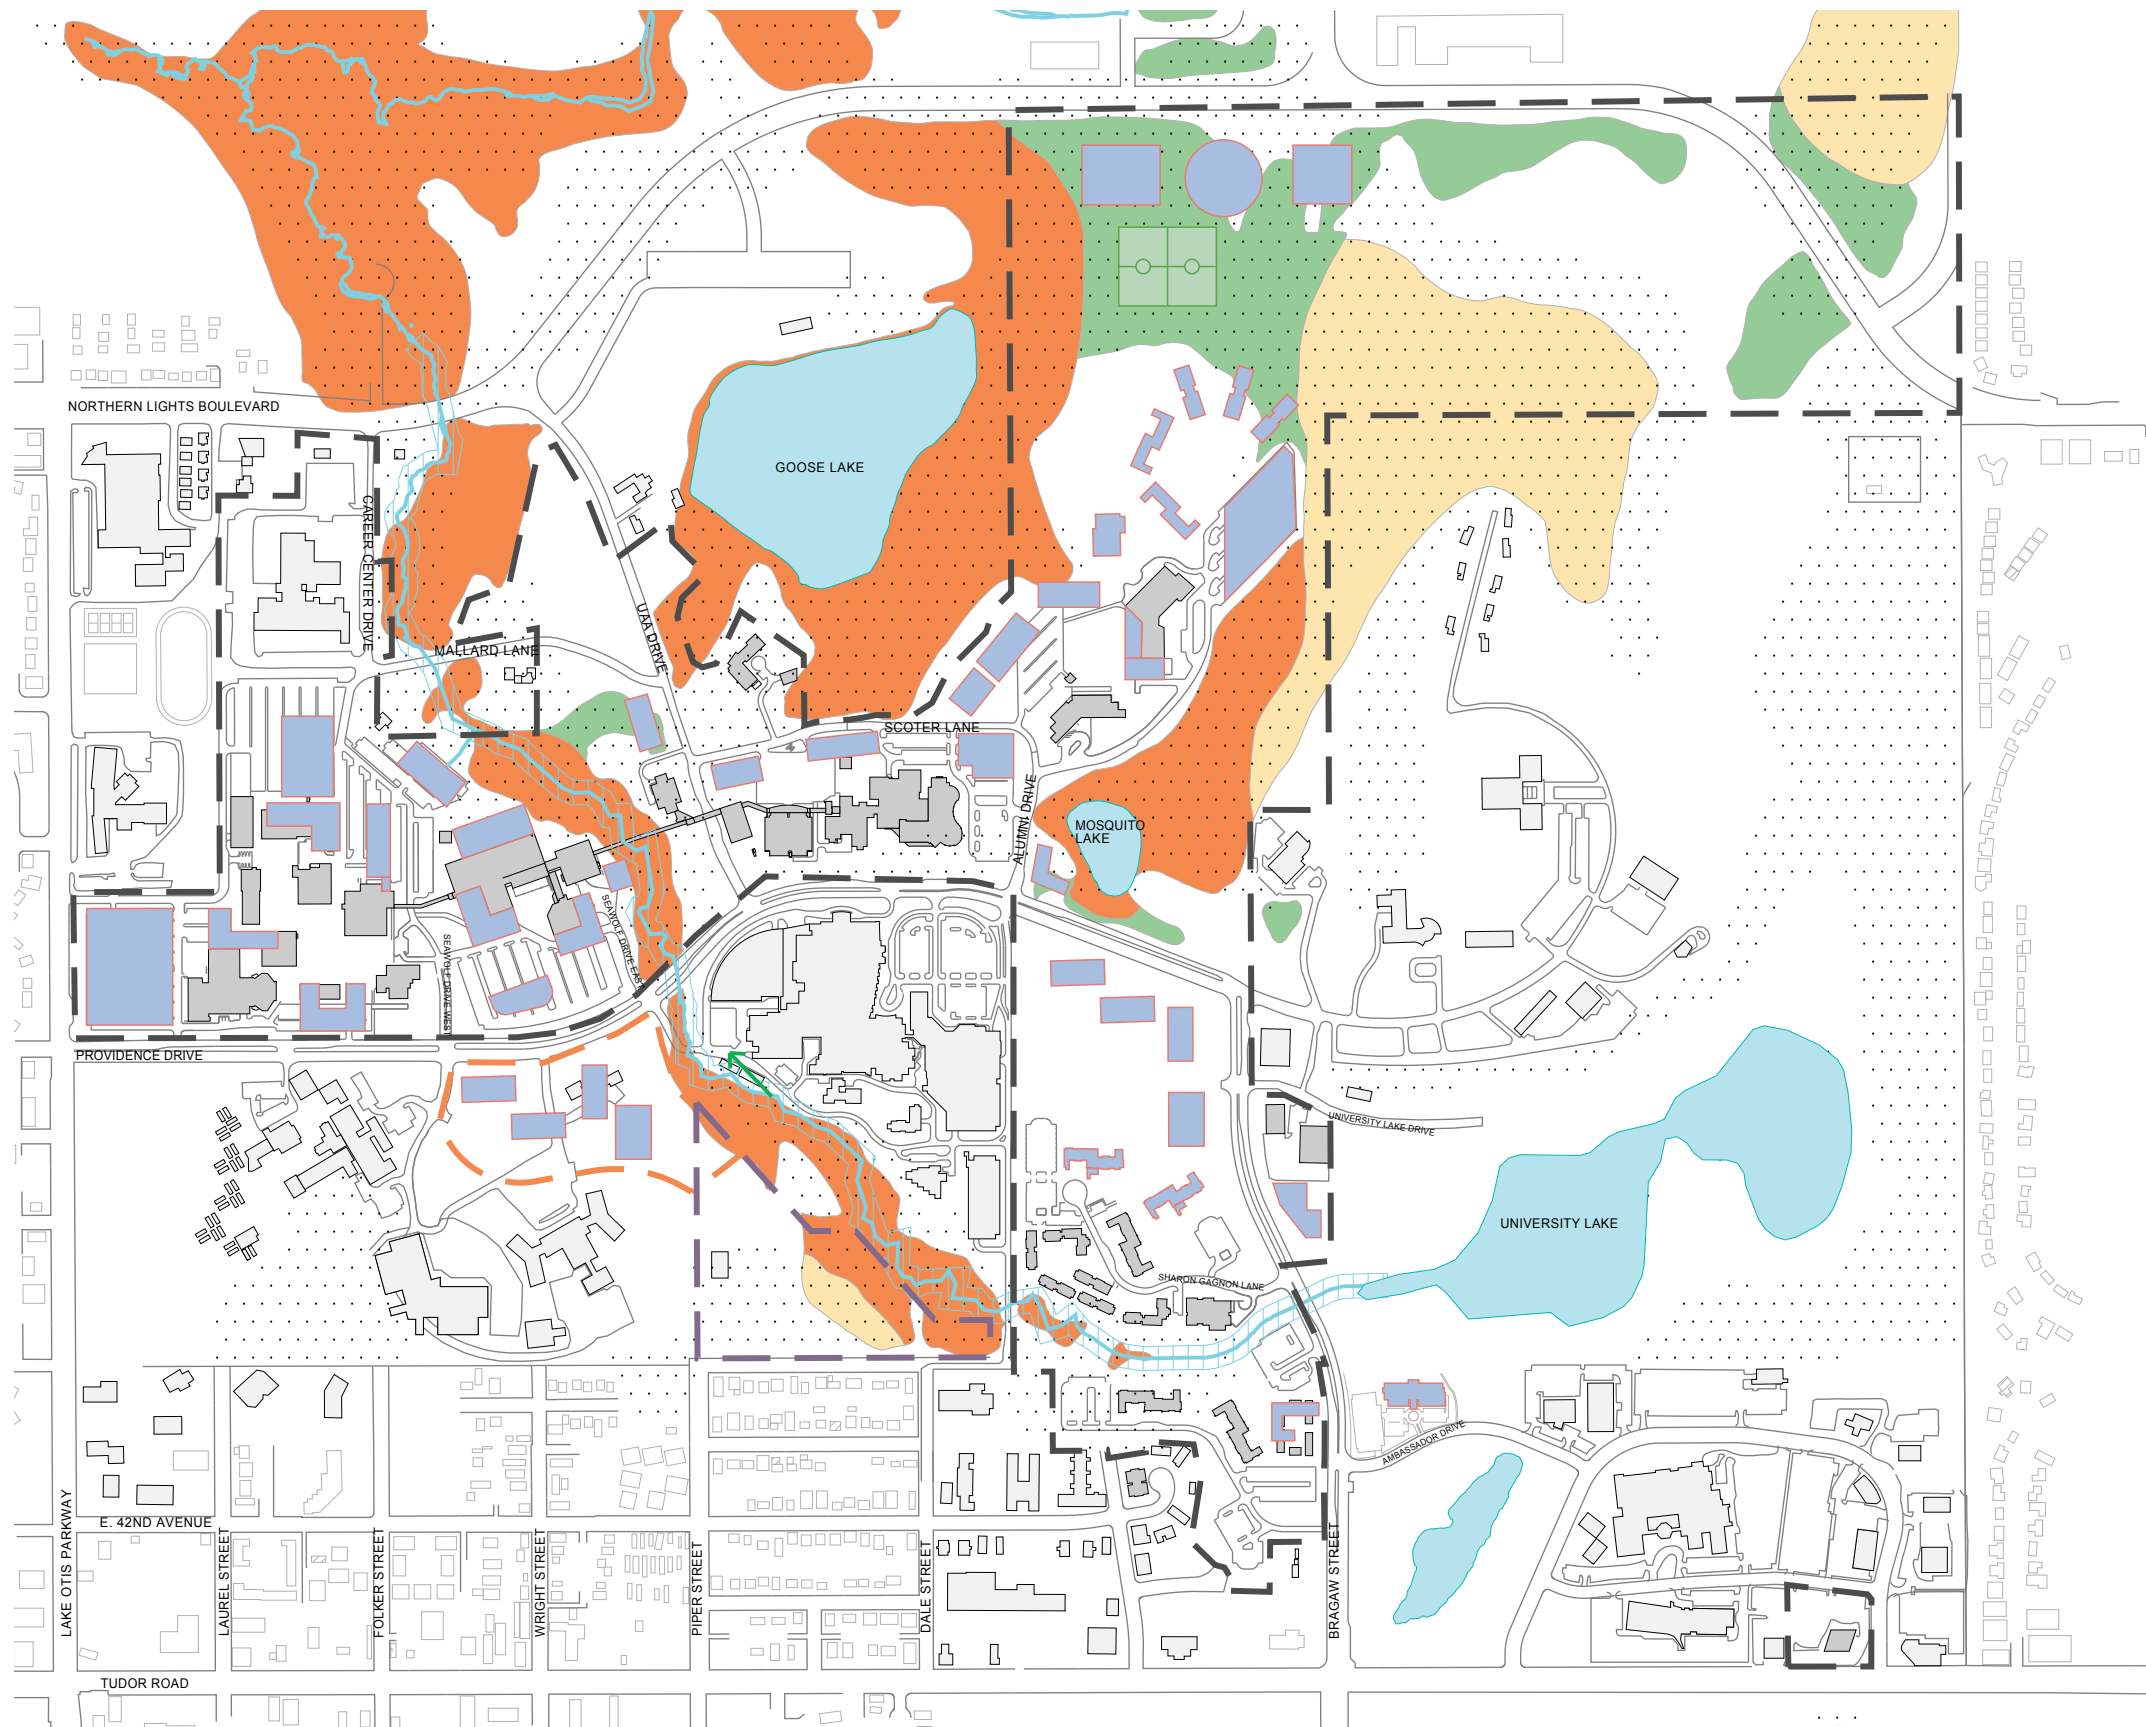 NORTHERN LIGHTS BOULEVARD
GOOSE LAKE
CAREER CENTER DRIVE
UAA DRIVE
MALLARD LANE
SCOTER LANE
ALUMNI DRIVE
MOSQUITO
LAKE
SEAWOLF DRIVE EAST
SEAWOLF DRIVE WEST
PROVIDENCE DRIVE
UNIVERSITY LAKE DRIVE
UNIVERSITY LAKE
SHARON GAGNON LANE
AMBASSADOR DRIVE
LAKE OTIS PARKWAY
E. 42ND AVENUE
LAUREL STREET
FOLKER STREET
WRIGHT STREET
PIPER STREET
DALE STREET
BRAGAW STREET
TUDOR ROAD